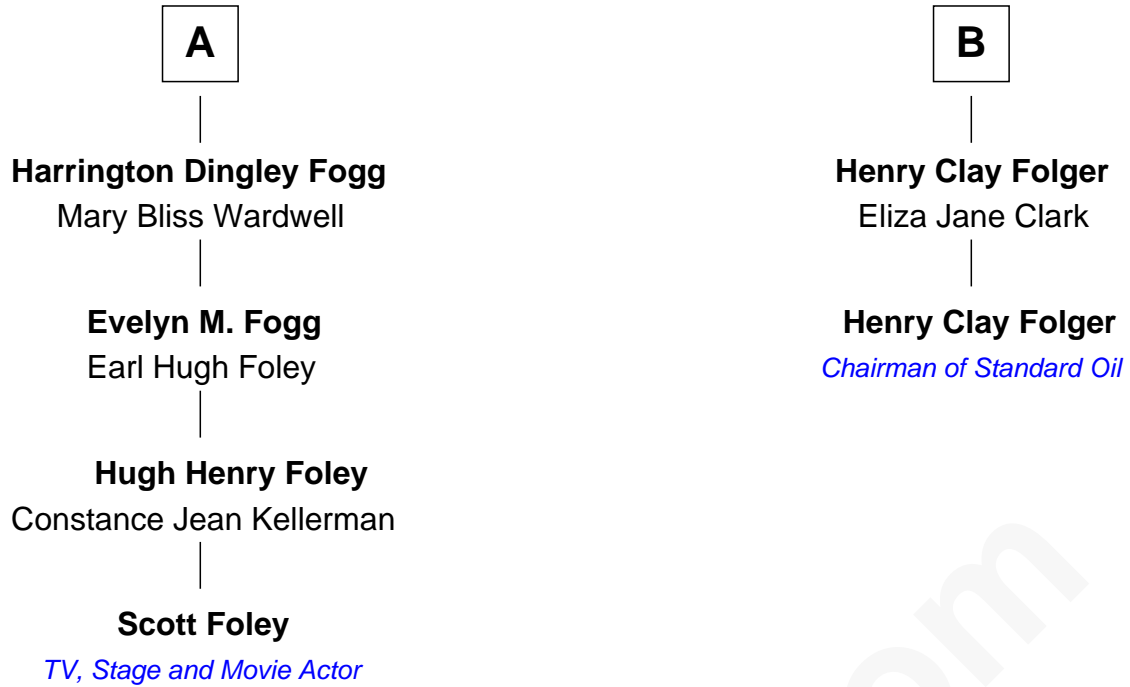 A
Harrington Dingley Fogg
Mary Bliss Wardwell
Evelyn M. Fogg
Earl Hugh Foley
Hugh Henry Foley
Constance Jean Kellerman
Scott Foley
TV, Stage and Movie Actor
B
Henry Clay Folger
Eliza Jane Clark
Henry Clay Folger
Chairman of Standard Oil
om